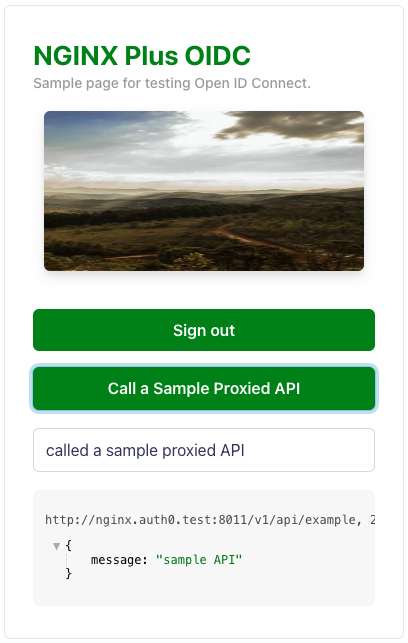 NGINX Plus OIDC
Sample page for testing Open ID Connect.
Sign out
Call a Sample Proxied API
called a sample proxied API
http://nginx.auth0.test:8011/v1/api/example, 2
{
message: "sample API"
}